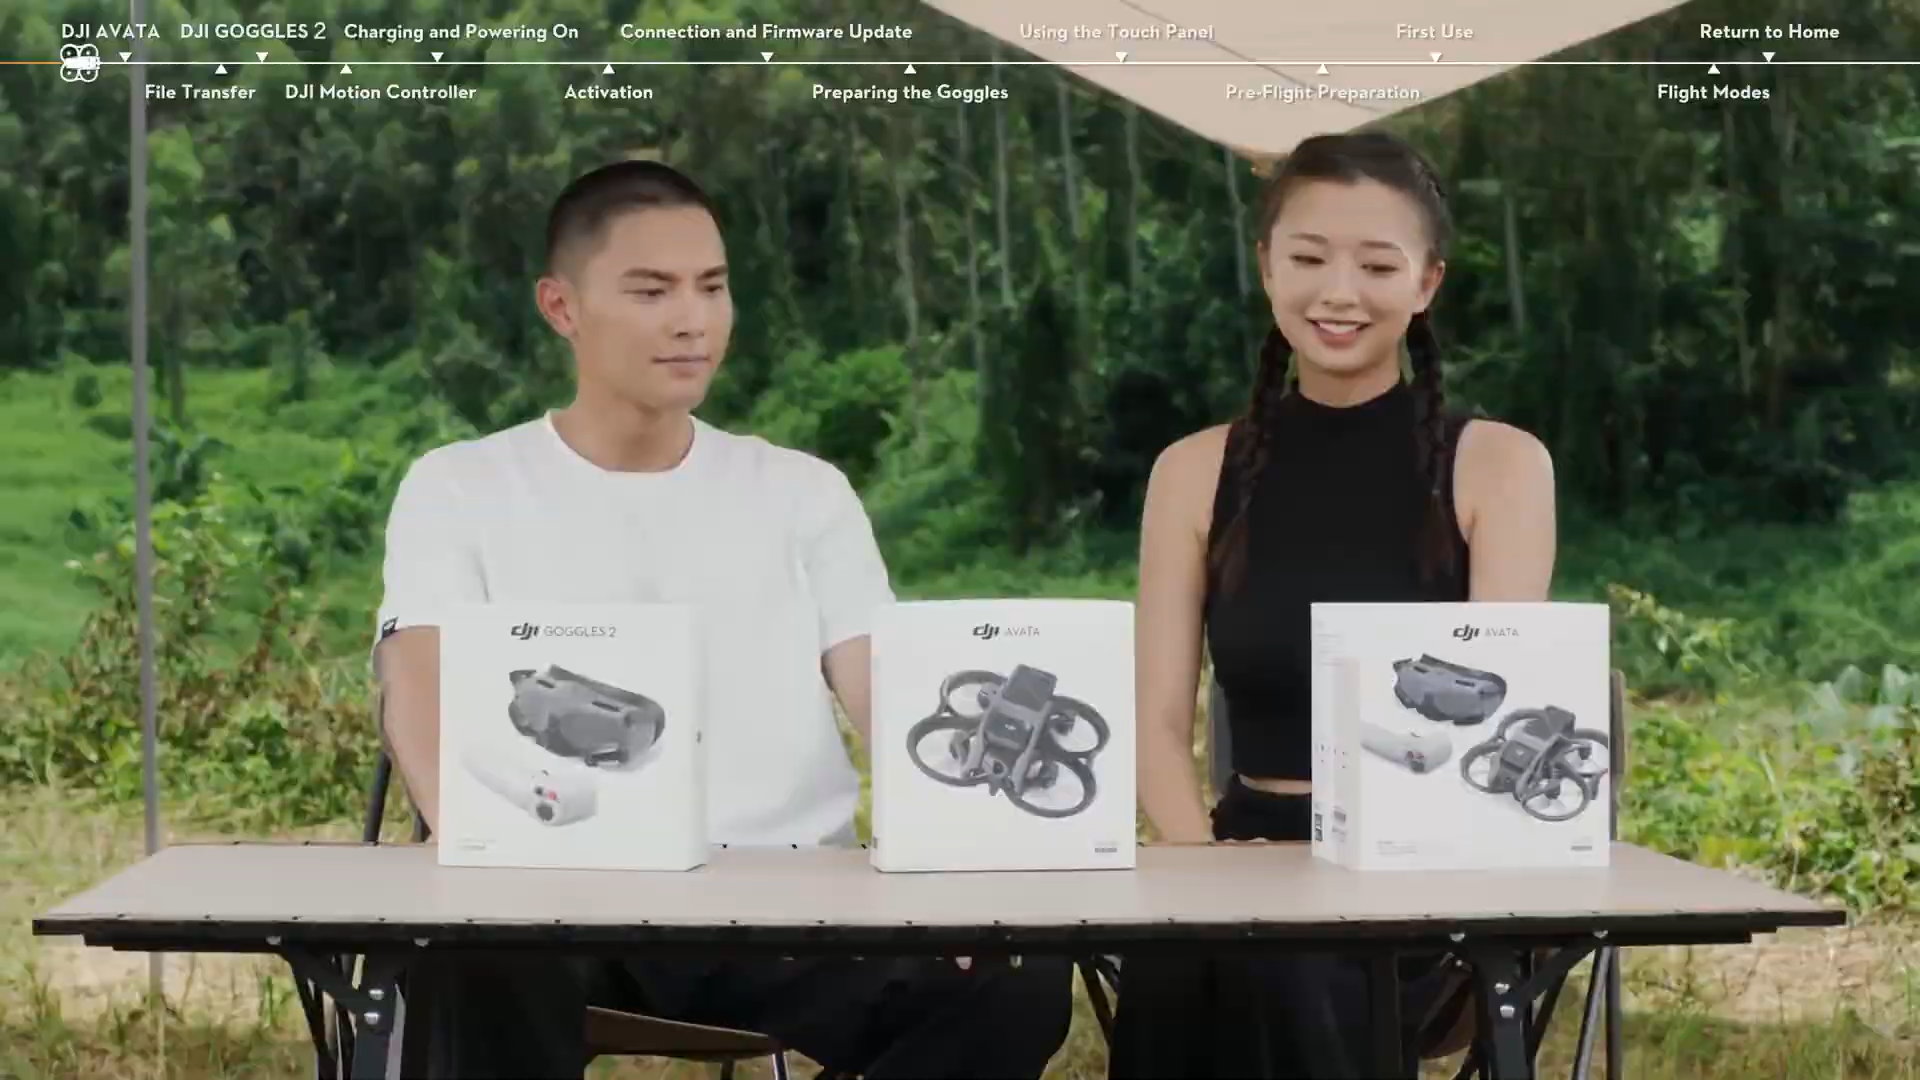 DJI AVATA
DJI GOGGLES 2
Charging and Powering On
Connection and Firmware Update
Using the Touch Panel
First Use
Return to Home
File Transfer
DJI Motion Controller
Activation
Preparing the Goggles
Pre-Flight Preparation
Flight Modes
dji GOGGLES 2
dji AVATA
dji AVATA